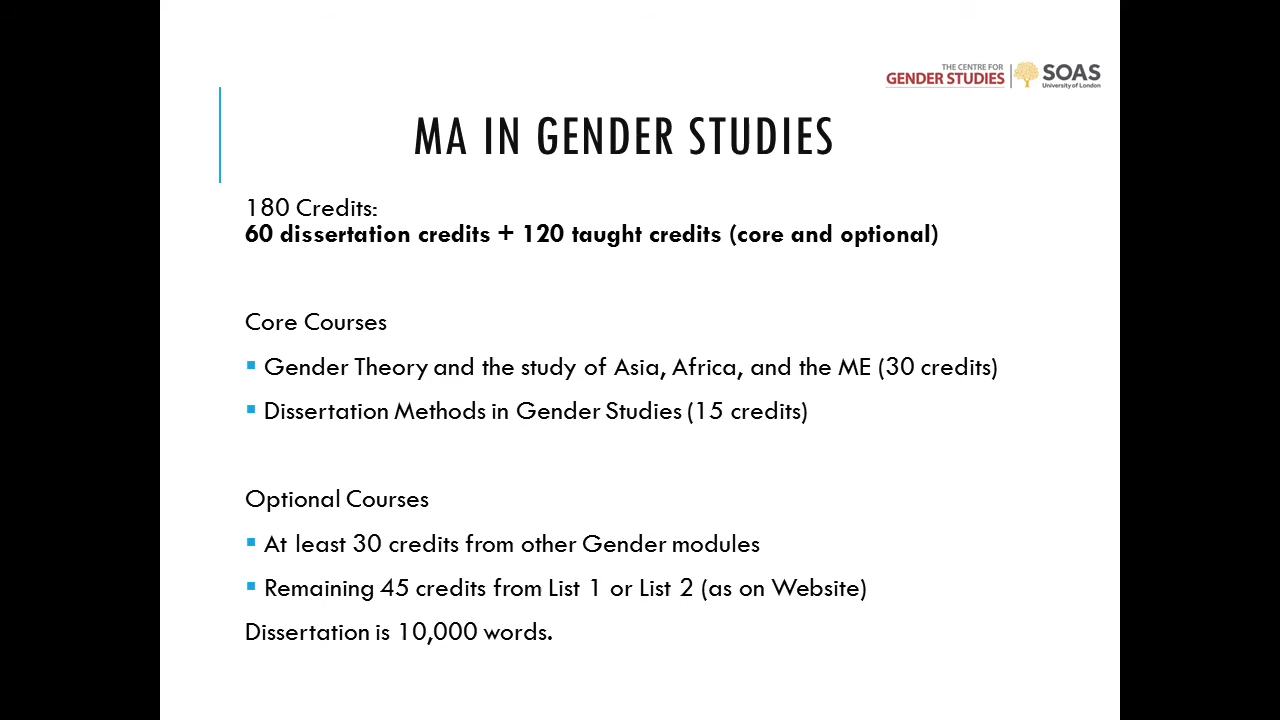 THE CENTRE FOR
GENDER STUDIES
SOAS
University of London
MA IN GENDER STUDIES
180 Credits:
60 dissertation credits + 120 taught credits (core and optional)
Core Courses
▪ Gender Theory and the study of Asia, Africa, and the ME (30 credits)
▪ Dissertation Methods in Gender Studies (15 credits)
Optional Courses
▪ At least 30 credits from other Gender modules
▪ Remaining 45 credits from List 1 or List 2 (as on Website)
Dissertation is 10,000 words.